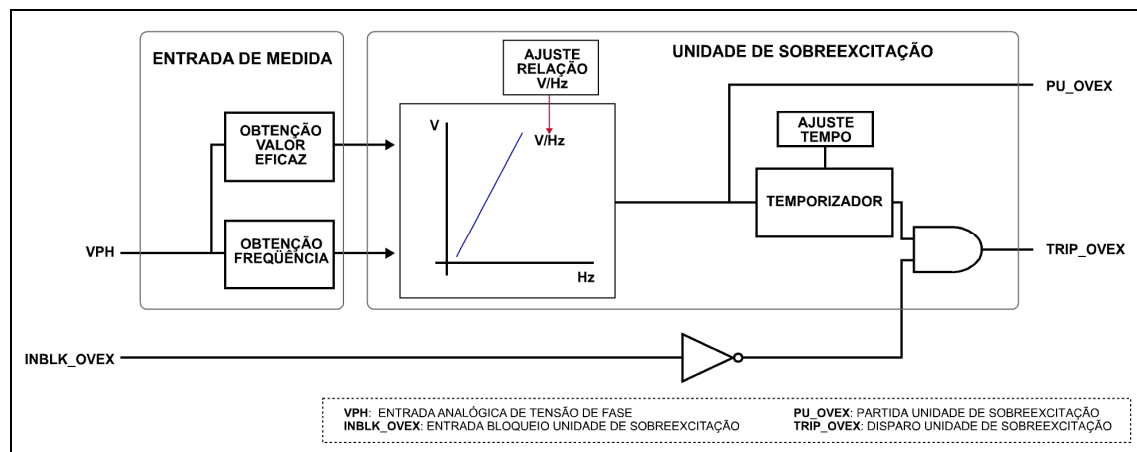 ENTRADA DE MEDIDA
UNIDADE DE SOBREEXCITAÇÃO
AJUSTE
RELAÇÃO
V/Hz
PU_OVEX
OBTENÇÃO
VALOR
EFICAZ
V
V/Hz
AJUSTE
TEMPO
TEMPORIZADOR
VPH
OBTENÇÃO
FREQÜÊNCIA
Hz
TRIP_OVEX
INBLK_OVEX
VPH: ENTRADA ANALÓGICA DE TENSÃO DE FASE
INBLK_OVEX: ENTRADA BLOQUEIO UNIDADE DE SOBREEXCITAÇÃO
PU_OVEX: PARTIDA UNIDADE DE SOBREEXCITAÇÃO
TRIP_OVEX: DISPARO UNIDADE DE SOBREEXCITAÇÃO